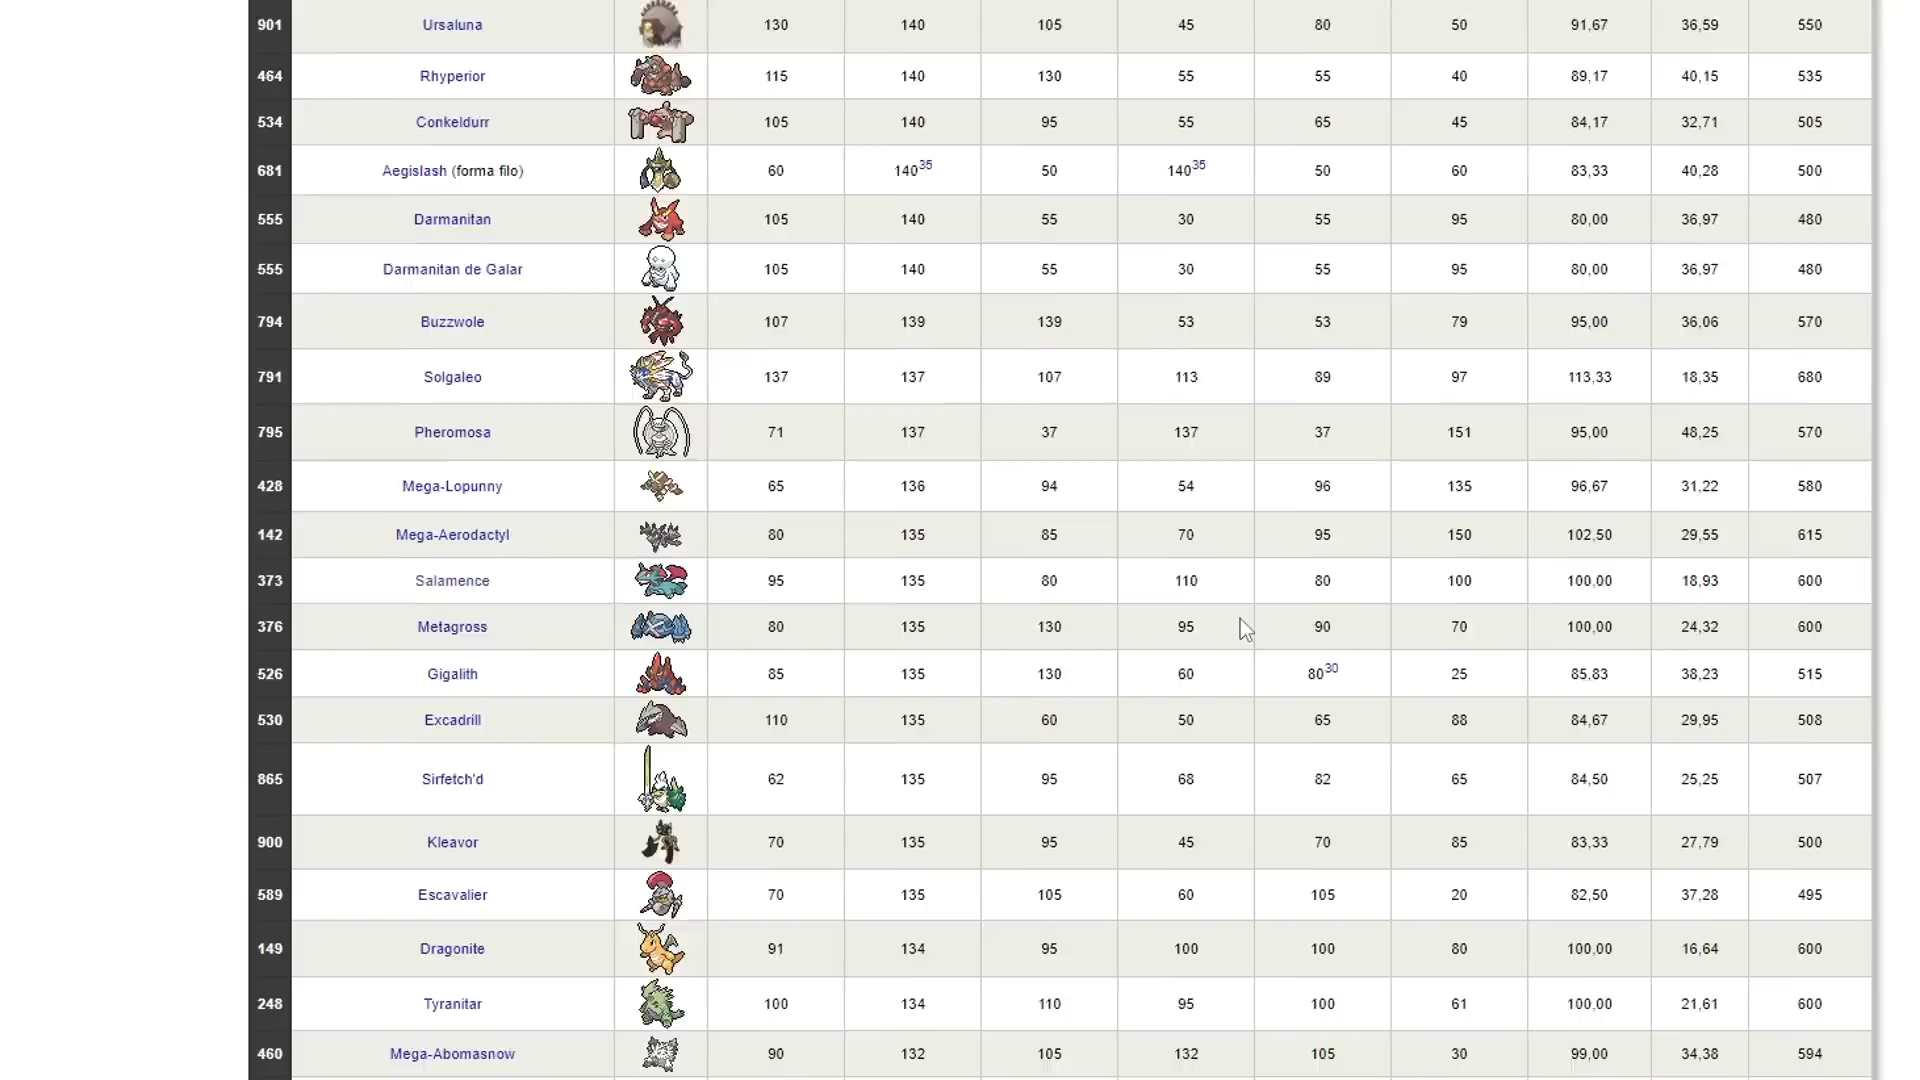 901 Ursaluna 130 140 105 45 80 50 91,67 36,59 550
464 Rhyperior 115 140 130 55 55 40 89,17 40,15 535
534 Conkeldurr 105 140 95 55 65 45 84,17 32,71 505
681 Aegislash (forma filo) 60 140³⁵ 50 140³⁵ 50 60 83,33 40,28 500
555 Darmanitan 105 140 55 30 55 95 80,00 36,97 480
555 Darmanitan de Galar 105 140 55 30 55 95 80,00 36,97 480
794 Buzzwole 107 139 139 53 53 79 95,00 36,06 570
791 Solgaleo 137 137 107 113 89 97 113,33 18,35 680
795 Pheromosa 71 137 37 137 37 151 95,00 48,25 570
428 Mega-Lopunny 65 136 94 54 96 135 96,67 31,22 580
142 Mega-Aerodactyl 80 135 85 70 95 150 102,50 29,55 615
373 Salamence 95 135 80 110 80 100 100,00 18,93 600
376 Metagross 80 135 130 95 90 70 100,00 24,32 600
526 Gigalith 85 135 130 60 80³⁰ 25 85,83 38,23 515
530 Excadrill 110 135 60 50 65 88 84,67 29,95 508
865 Sirfetch'd 62 135 95 68 82 65 84,50 25,25 507
900 Kleavor 70 135 95 45 70 85 83,33 27,79 500
589 Escavalier 70 135 105 60 105 20 82,50 37,28 495
149 Dragonite 91 134 95 100 100 80 100,00 16,64 600
248 Tyranitar 100 134 110 95 100 61 100,00 21,61 600
460 Mega-Abomasnow 90 132 105 132 105 30 99,00 34,38 594